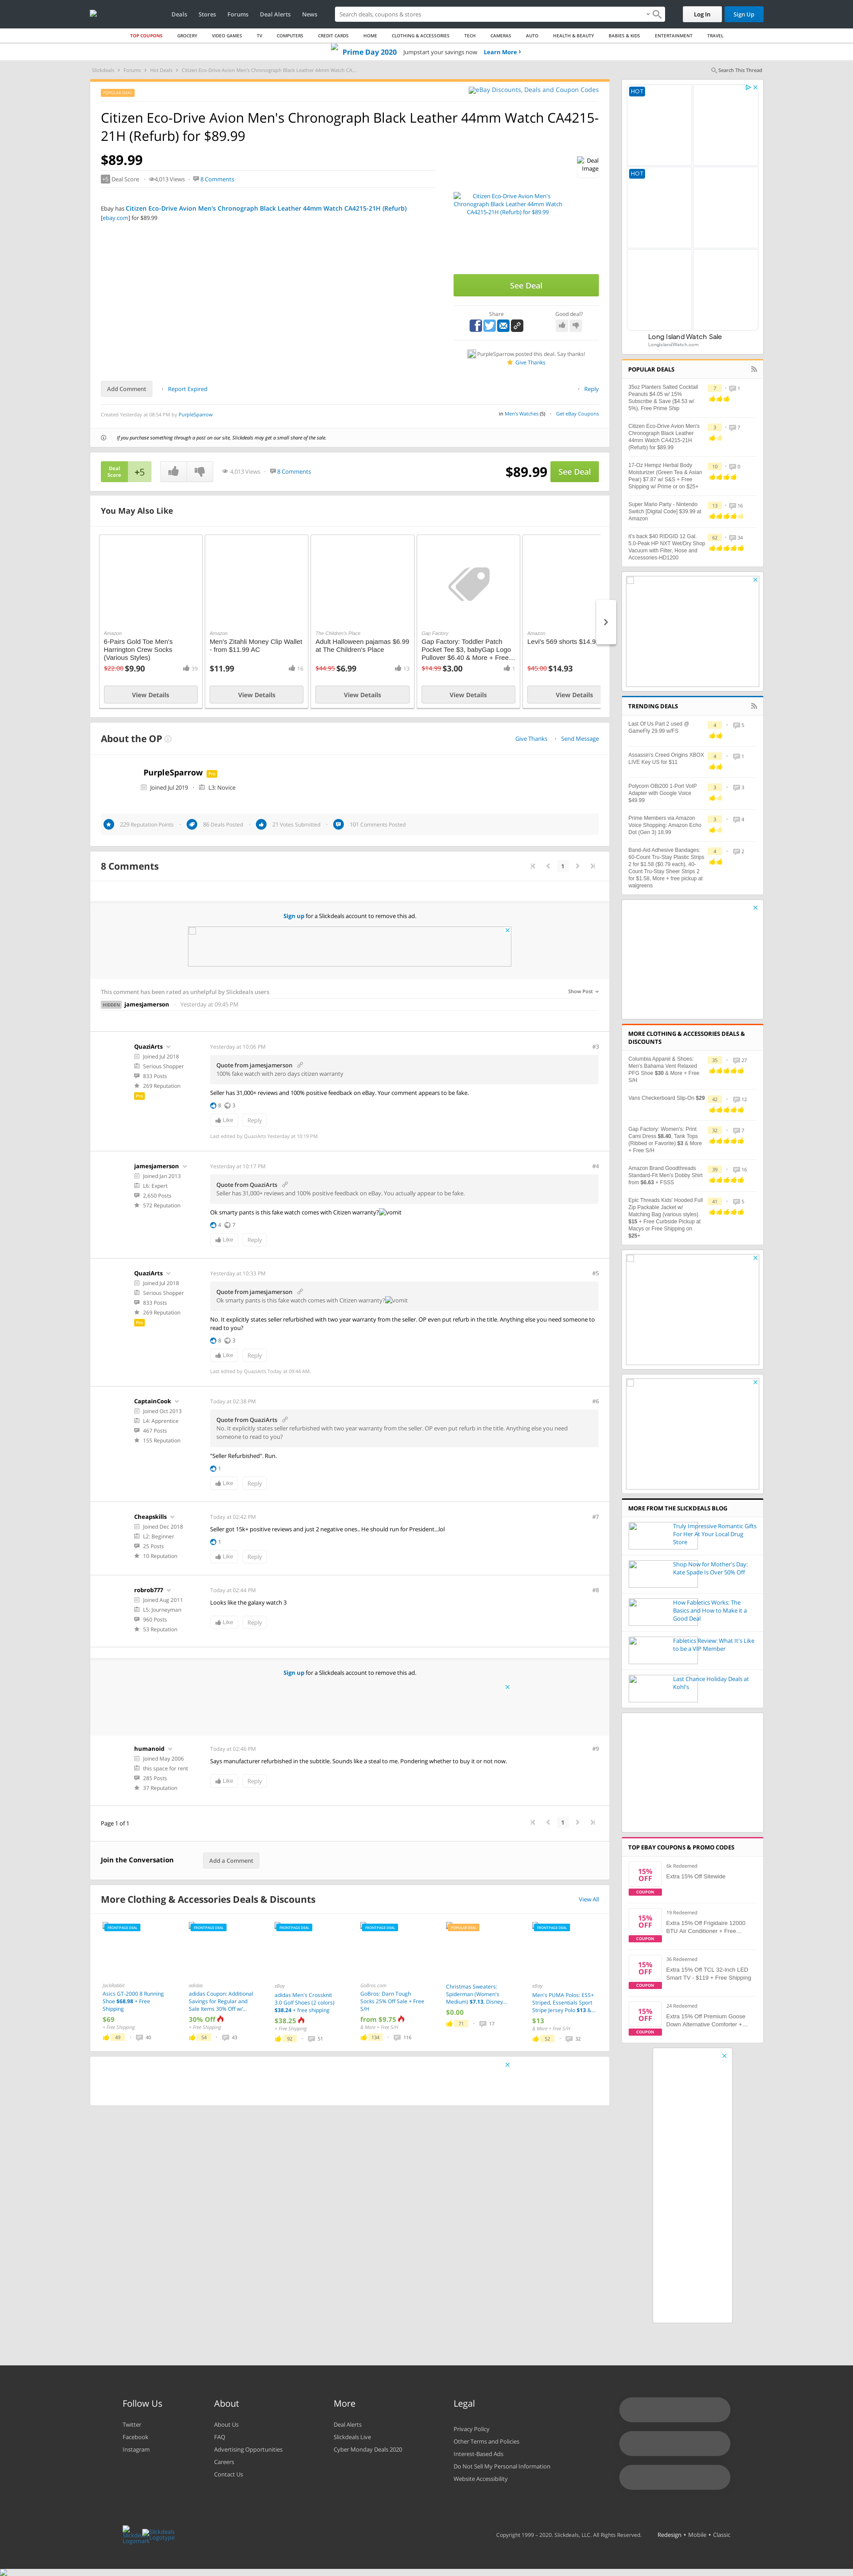 Deals
Stores
Forums
Deal Alerts
News
Search deals, coupons & stores
Log In
Sign Up
TOP COUPONS
GROCERY
VIDEO GAMES
TV
COMPUTERS
CREDIT CARDS
HOME
CLOTHING & ACCESSORIES
TECH
CAMERAS
AUTO
HEALTH & BEAUTY
BABIES & KIDS
ENTERTAINMENT
TRAVEL
Prime Day 2020 Jumpstart your savings now Learn More ›
Slickdeals › Forums › Hot Deals › Citizen Eco-Drive Avion Men's Chronograph Black Leather 44mm Watch CA...
Search This Thread
POPULAR DEAL
eBay Discounts, Deals and Coupon Codes
Citizen Eco-Drive Avion Men's Chronograph Black Leather 44mm Watch CA4215-
21H (Refurb) for $89.99
$89.99
+5 Deal Score · 4,013 Views · 8 Comments
Ebay has Citizen Eco-Drive Avion Men's Chronograph Black Leather 44mm Watch CA4215-21H (Refurb)
[ebay.com] for $89.99
Deal
Image
Citizen Eco-Drive Avion Men's
Chronograph Black Leather 44mm Watch
CA4215-21H (Refurb) for $89.99
See Deal
Share
Good deal?
PurpleSparrow posted this deal. Say thanks!
Give Thanks
Add Comment
Report Expired
Reply
Created Yesterday at 08:54 PM by PurpleSparrow
in Men's Watches (5) · Get eBay Coupons
If you purchase something through a post on our site, Slickdeals may get a small share of the sale.
Deal
Score
+5
4,013 Views · 8 Comments
$89.99
See Deal
You May Also Like
Amazon
6-Pairs Gold Toe Men's
Harrington Crew Socks
(Various Styles)
$22.00 $9.90
39
View Details
Amazon
Men's Zitahli Money Clip Wallet
- from $11.99 AC
$11.99
16
View Details
The Children's Place
Adult Halloween pajamas $6.99
at The Children's Place
$44.95 $6.99
13
View Details
Gap Factory
Gap Factory: Toddler Patch
Pocket Tee $3, babyGap Logo
Pullover $6.40 & More + Free...
$14.99 $3.00
1
View Details
Amazon
Levi's 569 shorts $14.9
$45.00 $14.93
View Details
About the OP
Give Thanks · Send Message
PurpleSparrow Pro
Joined Jul 2019 · L3: Novice
229 Reputation Points · 86 Deals Posted · 21 Votes Submitted · 101 Comments Posted
8 Comments
1
Sign up for a Slickdeals account to remove this ad.
This comment has been rated as unhelpful by Slickdeals users
Show Post
HIDDEN jamesjamerson · Yesterday at 09:45 PM
QuaziArts
Joined Jul 2018
Serious Shopper
833 Posts
269 Reputation
Pro
Yesterday at 10:06 PM
#3
Quote from jamesjamerson
100% fake watch with zero days citizen warranty
Seller has 31,000+ reviews and 100% positive feedback on eBay. Your comment appears to be fake.
8 3
Like
Reply
Last edited by QuaziArts Yesterday at 10:19 PM.
jamesjamerson
Joined Jan 2013
L6: Expert
2,650 Posts
572 Reputation
Yesterday at 10:17 PM
#4
Quote from QuaziArts
Seller has 31,000+ reviews and 100% positive feedback on eBay. You actually appear to be fake.
Ok smarty pants is this fake watch comes with Citizen warranty? vomit
4 7
Like
Reply
QuaziArts
Joined Jul 2018
Serious Shopper
833 Posts
269 Reputation
Pro
Yesterday at 10:33 PM
#5
Quote from jamesjamerson
Ok smarty pants is this fake watch comes with Citizen warranty? vomit
No. It explicitly states seller refurbished with two year warranty from the seller. OP even put refurb in the title. Anything else you need someone to
read to you?
8 3
Like
Reply
Last edited by QuaziArts Today at 09:44 AM.
CaptainCook
Joined Oct 2013
L4: Apprentice
467 Posts
155 Reputation
Today at 02:38 PM
#6
Quote from QuaziArts
No. It explicitly states seller refurbished with two year warranty from the seller. OP even put refurb in the title. Anything else you need
someone to read to you?
"Seller Refurbished". Run.
1
Like
Reply
Cheapskills
Joined Dec 2018
L2: Beginner
25 Posts
10 Reputation
Today at 02:42 PM
#7
Seller got 15k+ positive reviews and just 2 negative ones.. He should run for President...lol
1
Like
Reply
robrob777
Joined Aug 2011
L5: Journeyman
960 Posts
53 Reputation
Today at 02:44 PM
#8
Looks like the galaxy watch 3
Like
Reply
Sign up for a Slickdeals account to remove this ad.
humanoid
Joined May 2006
this space for rent
285 Posts
37 Reputation
Today at 02:46 PM
#9
Says manufacturer refurbished in the subtitle. Sounds like a steal to me. Pondering whether to buy it or not now.
Like
Reply
Page 1 of 1
1
Join the Conversation
Add a Comment
More Clothing & Accessories Deals & Discounts
View All
FRONTPAGE DEAL
JackRabbit
Asics GT-2000 8 Running
Shoe $68.98 + Free
Shipping
$69
+ Free Shipping
49 · 40
FRONTPAGE DEAL
adidas
adidas Coupon: Additional
Savings for Regular and
Sale Items 30% Off w/...
30% Off
+ Free Shipping
54 · 43
FRONTPAGE DEAL
eBay
adidas Men's Crossknit
3.0 Golf Shoes (2 colors)
$38.24 + free shipping
$38.25
+ Free Shipping
92 · 51
FRONTPAGE DEAL
GoBros.com
GoBros: Darn Tough
Socks 25% Off Sale + Free
S/H
from $9.75
& More + Free S/H
134 · 116
POPULAR DEAL
Christmas Sweaters:
Spiderman (Women's
Medium) $7.13, Disney...
$0.00
71 · 17
FRONTPAGE DEAL
eBay
Men's PUMA Polos: ESS+
Striped, Essentials Sport
Stripe Jersey Polo $13 &...
$13
& More + Free S/H
52 · 32
HOT
HOT
Long Island Watch Sale
LongIslandWatch.com
POPULAR DEALS
35oz Planters Salted Cocktail
Peanuts $4.05 w/ 15%
Subscribe & Save ($4.53 w/
5%), Free Prime Ship
7 · 1
Citizen Eco-Drive Avion Men's
Chronograph Black Leather
44mm Watch CA4215-21H
(Refurb) for $89.99
3 · 7
17-Oz Hempz Herbal Body
Moisturizer (Green Tea & Asian
Pear) $7.87 w/ S&S + Free
Shipping w/ Prime or on $25+
10 · 0
Super Mario Party - Nintendo
Switch [Digital Code] $39.99 at
Amazon
13 · 16
it's back $40 RIDGID 12 Gal.
5.0-Peak HP NXT Wet/Dry Shop
Vacuum with Filter, Hose and
Accessories-HD1200
62 · 34
TRENDING DEALS
Last Of Us Part 2 used @
GameFly 29.99 w/FS
4 · 5
Assassin's Creed Origins XBOX
LIVE Key US for $11
4 · 1
Polycom OBi200 1-Port VoIP
Adapter with Google Voice
$49.99
3 · 3
Prime Members via Amazon
Voice Shopping: Amazon Echo
Dot (Gen 3) 18.99
3 · 4
Band-Aid Adhesive Bandages:
60-Count Tru-Stay Plastic Strips
2 for $1.58 ($0.79 each), 40-
Count Tru-Stay Sheer Strips 2
for $1.58, More + free pickup at
walgreens
4 · 2
MORE CLOTHING & ACCESSORIES DEALS &
DISCOUNTS
Columbia Apparel & Shoes:
Men's Bahama Vent Relaxed
PFG Shoe $30 & More + Free
S/H
35 · 27
Vans Checkerboard Slip-On $29
42 · 12
Gap Factory: Women's: Print
Cami Dress $8.40, Tank Tops
(Ribbed or Favorite) $3 & More
+ Free S/H
32 · 7
Amazon Brand Goodthreads
Standard-Fit Men's Dobby Shirt
from $6.63 + FSSS
39 · 16
Epic Threads Kids' Hooded Full
Zip Packable Jacket w/
Matching Bag (various styles)
$15 + Free Curbside Pickup at
Macys or Free Shipping on
$25+
41 · 5
MORE FROM THE SLICKDEALS BLOG
Truly Impressive Romantic Gifts
For Her At Your Local Drug
Store
Shop Now for Mother's Day:
Kate Spade Is Over 50% Off
How Fabletics Works: The
Basics and How to Make it a
Good Deal
Fabletics Review: What It's Like
to be a VIP Member
Last Chance Holiday Deals at
Kohl's
TOP EBAY COUPONS & PROMO CODES
15%
OFF
COUPON
6k Redeemed
Extra 15% Off Sitewide
15%
OFF
COUPON
19 Redeemed
Extra 15% Off Frigidaire 12000
BTU Air Conditioner + Free...
15%
OFF
COUPON
36 Redeemed
Extra 15% Off TCL 32-Inch LED
Smart TV - $119 + Free Shipping
15%
OFF
COUPON
24 Redeemed
Extra 15% Off Premium Goose
Down Alternative Comforter +...
Follow Us
Twitter
Facebook
Instagram
About
About Us
FAQ
Advertising Opportunities
Careers
Contact Us
More
Deal Alerts
Slickdeals Live
Cyber Monday Deals 2020
Legal
Privacy Policy
Other Terms and Policies
Interest-Based Ads
Do Not Sell My Personal Information
Website Accessibility
Slickdeals
Logotype
Copyright 1999 – 2020. Slickdeals, LLC. All Rights Reserved.
Redesign • Mobile • Classic